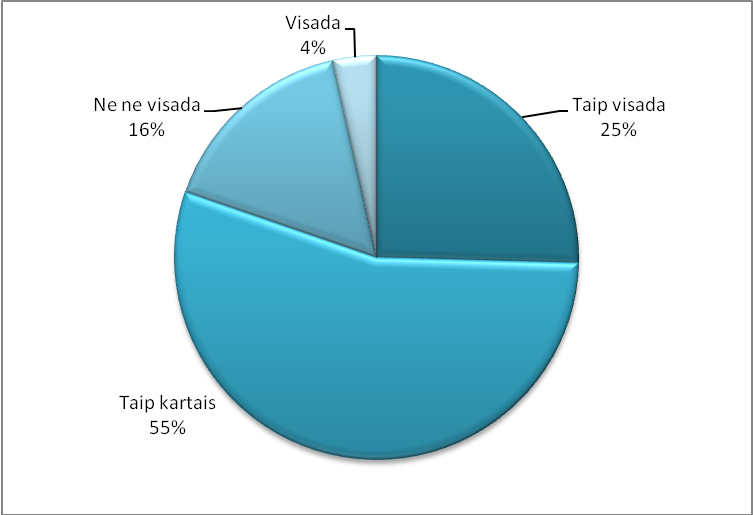 Visada
4%
Ne ne visada
16%
Taip visada
25%
Taip kartais
55%